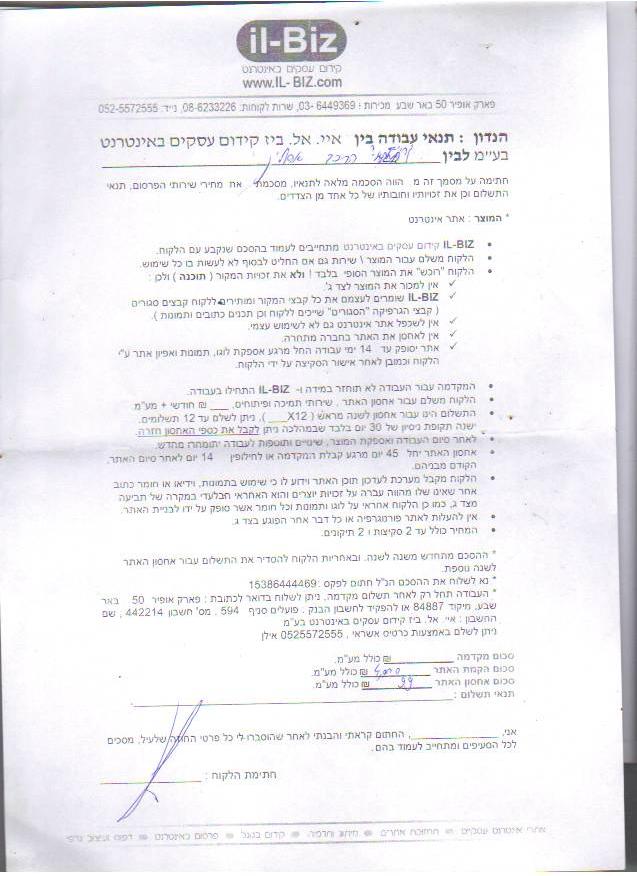 il-Biz
קידום עסקים באינטרנט
www.IL-BIZ.com
פארק אופיר 50 באר שבע מכירות : 03-6449369, שרות לקוחות: 08-6233226, נייד: 052-5572555
הנדון : תנאי עבודה בין איי. אל. ביז קידום עסקים באינטרנט
בע״מ לבין
חתימה על מסמך זה מ הווה הסכמה מלאה לתנאיו, מסכמת את מחירי שירותי הפרסום, תנאי
התשלום וכן את זכויותיו וחובותיו של כל אחד מן הצדדים.
* המוצר : אתר אינטרנט
• IL-BIZ קידום עסקים באינטרנט מתחייבים לעמוד בהסכם שנקבע עם הלקוח.
• הלקוח משלם עבור המוצר \ שירות גם אם החליט לבסוף לא לעשות בו כל שימוש.
• הלקוח "רוכש" את המוצר הסופי בלבד ! ולא את זכויות המקור ( תוכנה ) ולכן :
✓ אין למכור את המוצר לצד ג'.
✓ IL-BIZ שומרים לעצמם את כל קבצי המקור ומותירים ללקוח קבצים סגורים
( קבצי הגרפיקה "הסגורים" שייכים ללקוח וכן תכנים כתובים ותמונות ).
✓ אין לשכפל אתר אינטרנט גם לא לשימוש עצמי.
✓ אין לאחסן את האתר בחברה מתחרה.
✓ אתר יסופק עד 14 ימי עבודה החל מרגע אספקת לוגו, תמונות ואפיון אתר ע״י
הלקוח וכמובן לאחר אישור הסקיצה על ידי הלקוח.
• המקדמה עבור העבודה לא תוחזר במידה ו- IL-BIZ התחילו בעבודה.
• הלקוח משלם עבור אחסון האתר , שירותי תמיכה ופיתוחים, ___ ₪ חודשי + מע״מ.
• התשלום הינו עבור אחסון לשנה מראש ( X12___ ), ניתן לשלם עד 12 תשלומים.
ישנה תקופת ניסיון של 30 יום בלבד שבמהלכה ניתן לקבל את כספי האחסון חזרה.
• לאחר סיום העבודה ואספקת המוצר, שינויים ותוספות לעבודה יתומחרו מחדש.
• אחסון האתר יחל 45 יום מרגע קבלת המקדמה או לחילופין 14 יום לאחר סיום האתר,
הקודם מבניהם.
• הלקוח מקבל מערכת לעדכון תוכן האתר וידוע לו כי שימוש בתמונות, וידיאו או חומר כתוב
אחר שאינו שלו מהווה עברה על זכויות יוצרים והוא האחראי הבלעדי במקרה של תביעה
מצד ג, כמו כן הלקוח אחראי על לוגו ותמונות וכל חומר אשר סופק על ידו לבניית האתר.
• אין להעלות לאתר פורנוגרפיה או כל דבר אחר הפוגע בצד ג.
• המחיר כולל עד 2 סקיצות ו 2 תיקונים.
* ההסכם מתחדש משנה לשנה. ובאחריות הלקוח להסדיר את התשלום עבור אחסון האתר
לשנה נוספת.
* נא לשלוח את ההסכם הנ״ל חתום לפקס : 15386444469
* העבודה תחל רק לאחר תשלום מקדמה, ניתן לשלוח בדואר לכתובת : פארק אופיר 50 באר
שבע, מיקוד 84887 או להפקיד לחשבון הבנק . פועלים סניף 594 . מס' חשבון 442214 , שם
החשבון : איי. אל. ביז קידום עסקים באינטרנט בע״מ
ניתן לשלם באמצעות כרטיס אשראי , 0525572555 אילן
סכום מקדמה ________ ₪ כולל מע״מ.
סכום הקמת האתר ₪ כולל מע״מ.
סכום אחסון האתר 99 ₪ כולל מע״מ.
תנאי תשלום : ________
אני, ________, החתום קראתי והבנתי לאחר שהוסברו לי כל פרטי החוזה שלעיל, מסכים
לכל הסעיפים ומתחייב לעמוד בהם.
חתימת הלקוח : ________
אתרי אינטרנט עסקיים תחזוקת אתרים מיתוג ותדמית קידום בגוגל פרסום באינטרנט דפוס ועיצוב גרפי